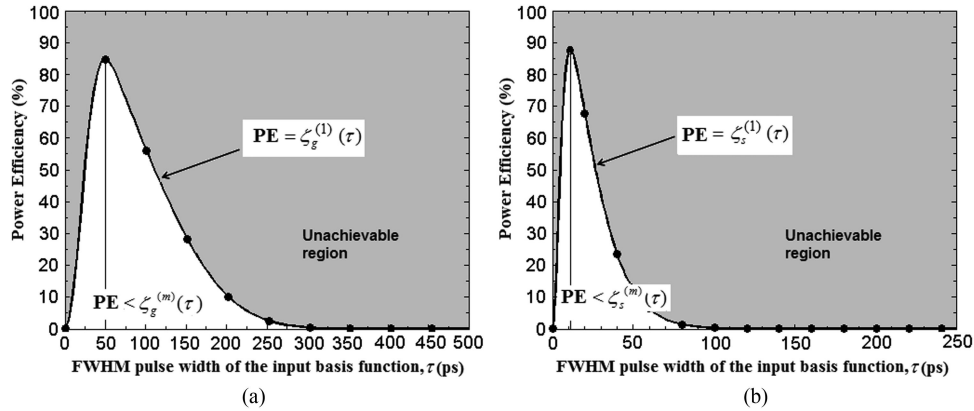 100
90
80
70
60
50
40
30
20
10
0
Power Efficiency (%)
PE = ζg(1)(τ)
Unachievable
region
PE < ζg(m)(τ)
0 50 100 150 200 250 300 350 400 450 500
FWHM pulse width of the input basis function, τ (ps)
(a)
100
90
80
70
60
50
40
30
20
10
0
Power Efficiency (%)
PE = ζs(1)(τ)
Unachievable
region
PE < ζs(m)(τ)
0 50 100 150 200 250
FWHM pulse width of the input basis function, τ (ps)
(b)